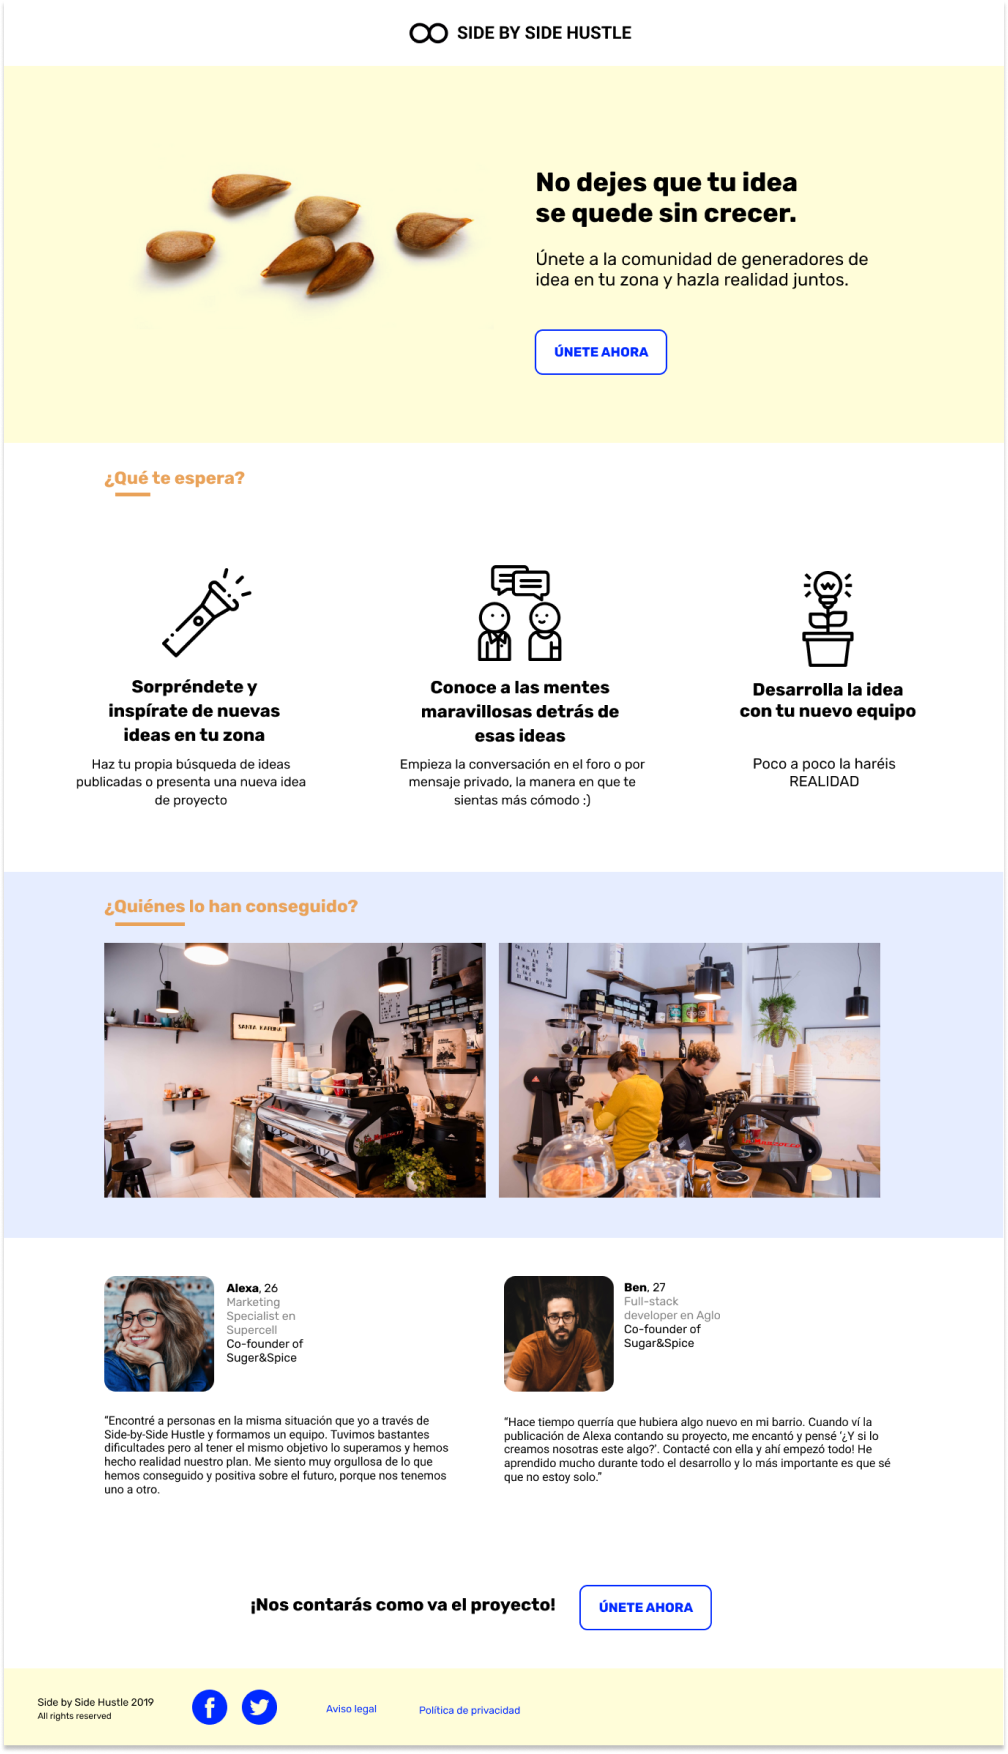 SIDE BY SIDE HUSTLE
No dejes que tu idea
se quede sin crecer.
Únete a la comunidad de generadores de
idea en tu zona y hazla realidad juntos.
ÚNETE AHORA
¿Qué te espera?
Sorpréndete y
inspírate de nuevas
ideas en tu zona
Haz tu propia búsqueda de ideas
publicadas o presenta una nueva idea
de proyecto
Conoce a las mentes
maravillosas detrás de
esas ideas
Empieza la conversación en el foro o por
mensaje privado, la manera en que te
sientas más cómodo :)
Desarrolla la idea
con tu nuevo equipo
Poco a poco la haréis
REALIDAD
¿Quiénes lo han conseguido?
SANTA KAFEINA
Alexa, 26
Marketing
Specialist en
Supercell
Co-founder of
Suger&Spice
"Encontré a personas en la misma situación que yo a través de
Side-by-Side Hustle y formamos un equipo. Tuvimos bastantes
dificultades pero al tener el mismo objetivo lo superamos y hemos
hecho realidad nuestro plan. Me siento muy orgullosa de lo que
hemos conseguido y positiva sobre el futuro, porque nos tenemos
uno a otro.
Ben, 27
Full-stack
developer en Aglo
Co-founder of
Sugar&Spice
"Hace tiempo querría que hubiera algo nuevo en mi barrio. Cuando ví la
publicación de Alexa contando su proyecto, me encantó y pensé '¿Y si lo
creamos nosotras este algo?'. Contacté con ella y ahí empezó todo! He
aprendido mucho durante todo el desarrollo y lo más importante es que sé
que no estoy solo."
¡Nos contarás como va el proyecto!
ÚNETE AHORA
Side by Side Hustle 2019
All rights reserved
Aviso legal
Política de privacidad